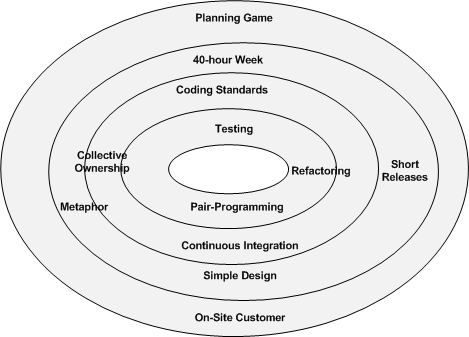 Planning Game
40-hour Week
Coding Standards
Testing
Collective
Ownership
Refactoring
Short
Releases
Metaphor
Pair-Programming
Continuous Integration
Simple Design
On-Site Customer